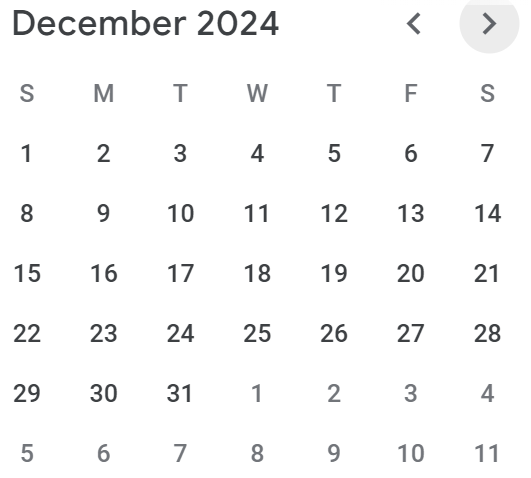 December 2024
S M T W T F S
1 2 3 4 5 6 7
8 9 10 11 12 13 14
15 16 17 18 19 20 21
22 23 24 25 26 27 28
29 30 31 1 2 3 4
5 6 7 8 9 10 11